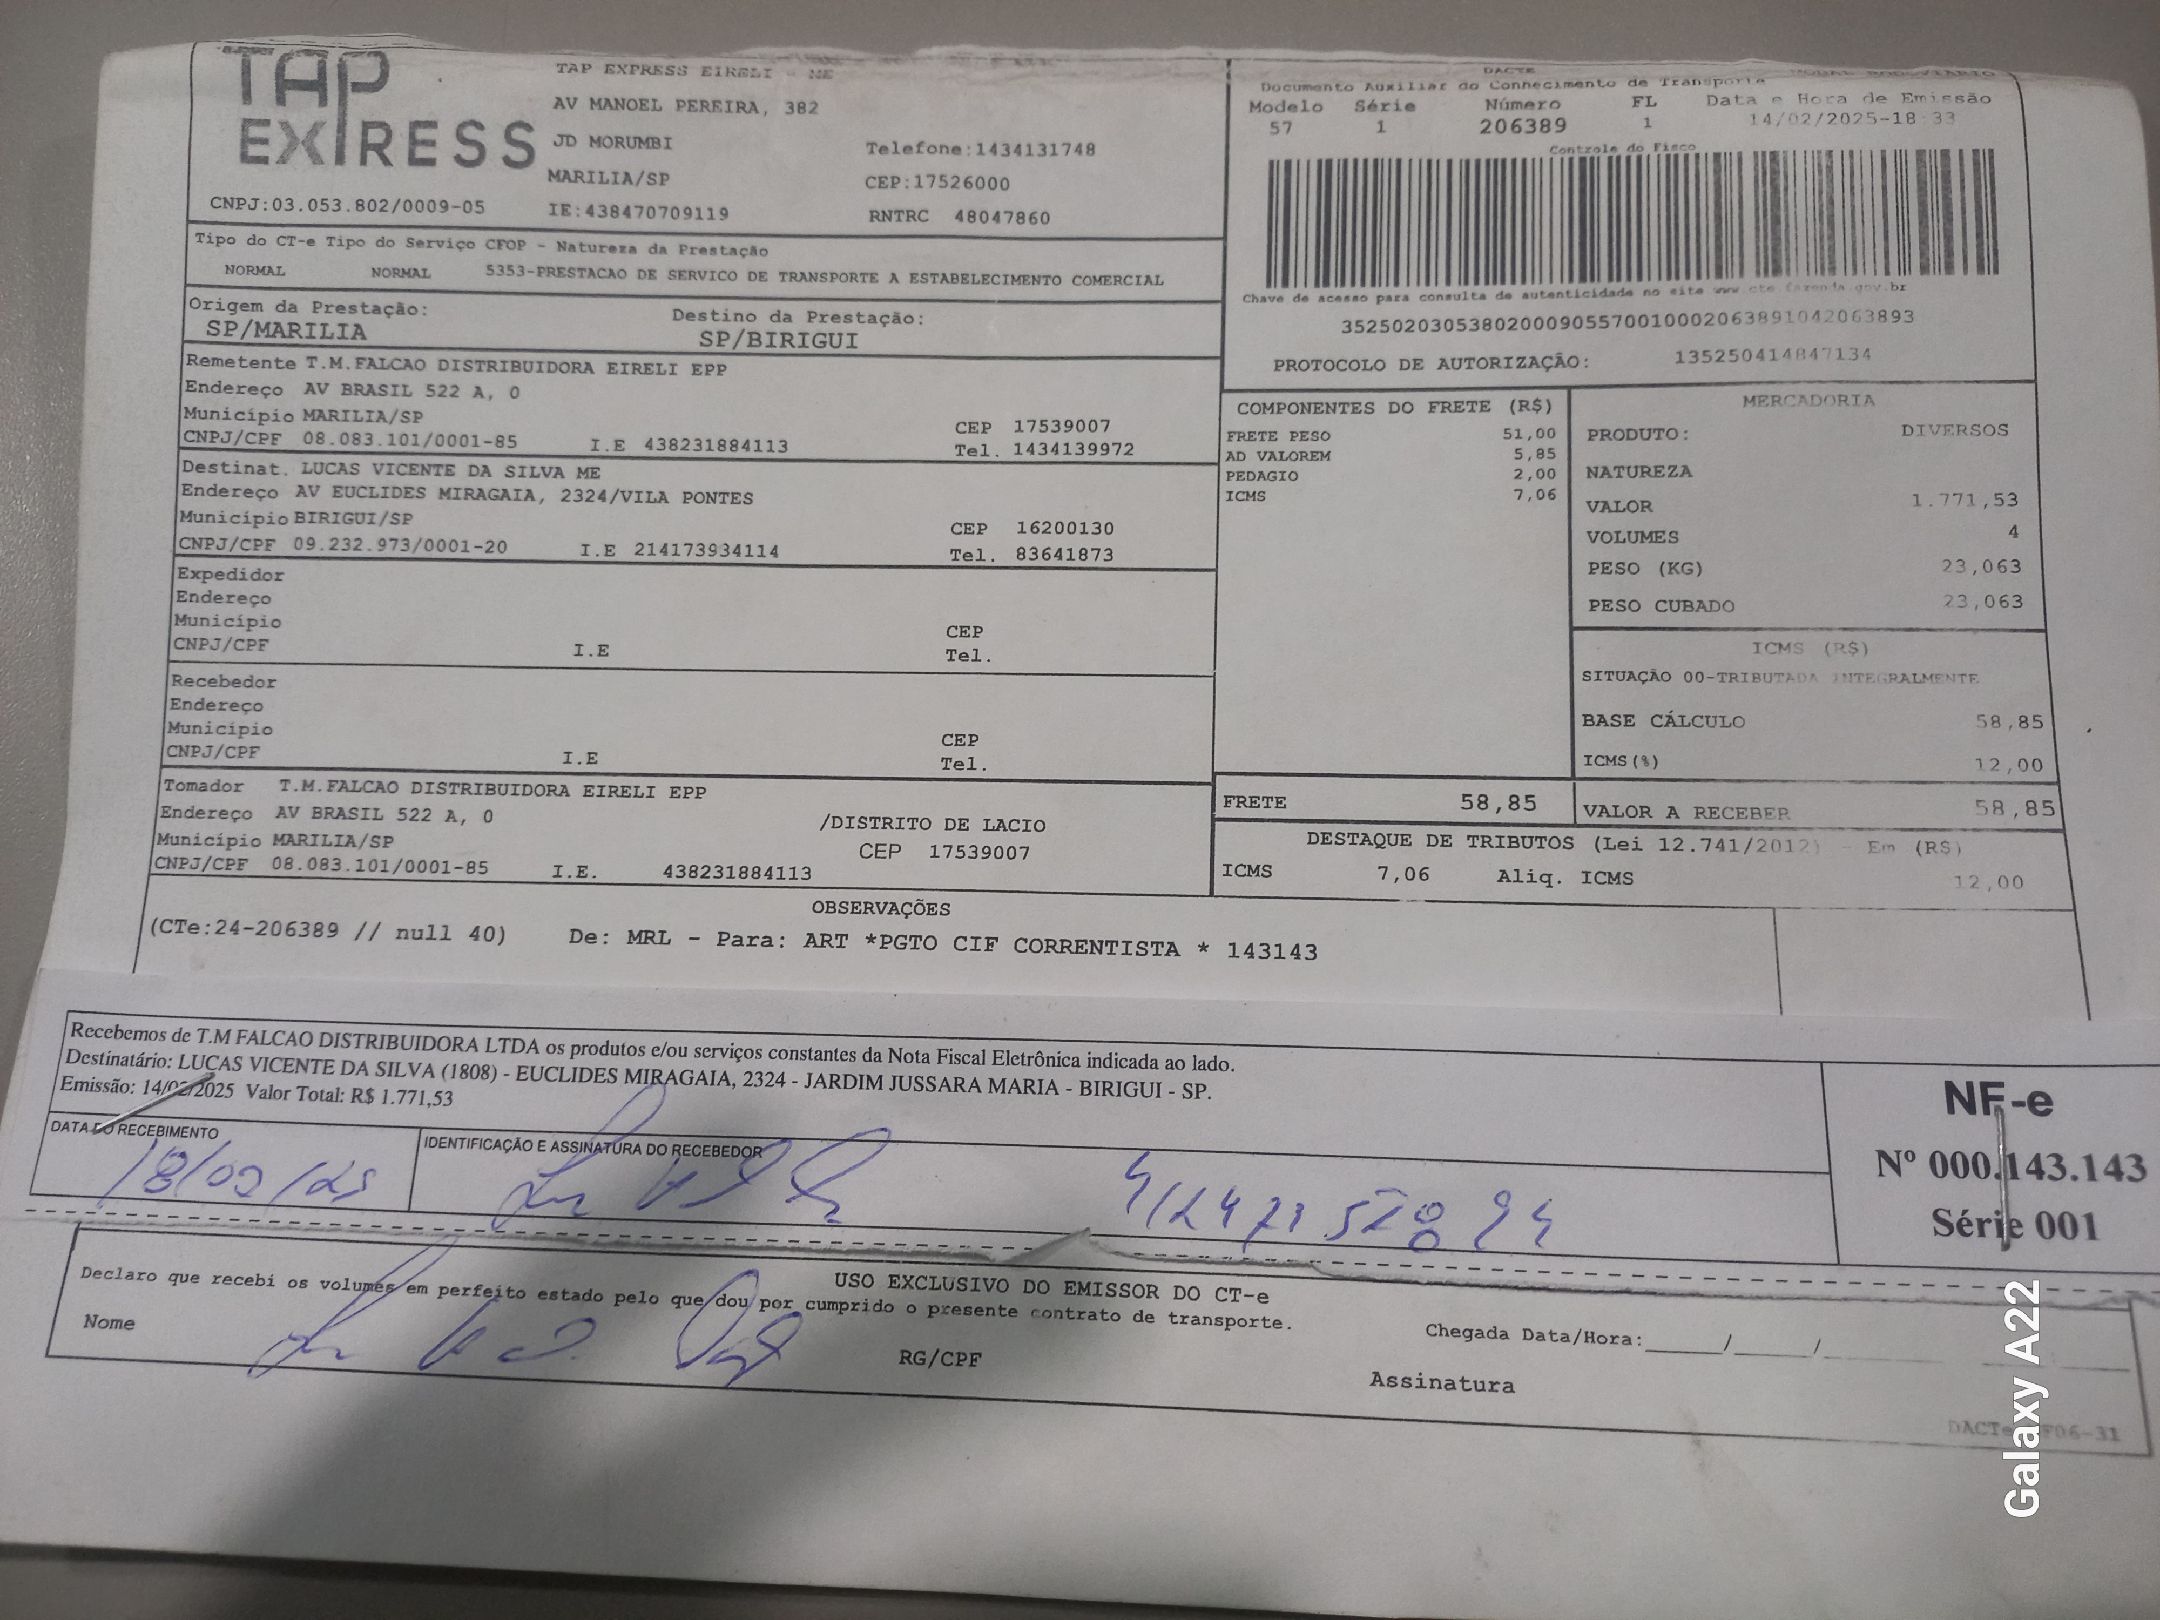 TAP EXPRESS
TAP EXPRESS EIRELI - ME
AV MANOEL PEREIRA, 382
JD MORUMBI Telefone:1434131748
MARILIA/SP CEP:17526000
CNPJ:03.053.802/0009-05 IE:438470709119 RNTRC 48047860
DACTE
Documento Auxiliar do Conhecimento de Transporte MODAL RODOVIARIO
Modelo Série Número FL Data e Hora de Emissão
57 1 206389 1 14/02/2025-18:33
Controle do Fisco
Chave de acesso para consulta de autenticidade no site www.cte.fazenda.gov.br
35250203053802000905570010002063891042063893
PROTOCOLO DE AUTORIZAÇÃO: 135250414847134
Tipo do CT-e Tipo do Serviço CFOP - Natureza da Prestação
NORMAL NORMAL 5353-PRESTACAO DE SERVICO DE TRANSPORTE A ESTABELECIMENTO COMERCIAL
Origem da Prestação: Destino da Prestação:
SP/MARILIA SP/BIRIGUI
Remetente T.M.FALCAO DISTRIBUIDORA EIRELI EPP
Endereço AV BRASIL 522 A, 0
Município MARILIA/SP CEP 17539007
CNPJ/CPF 08.083.101/0001-85 I.E 438231884113 Tel. 1434139972
Destinat. LUCAS VICENTE DA SILVA ME
Endereço AV EUCLIDES MIRAGAIA, 2324/VILA PONTES
Município BIRIGUI/SP CEP 16200130
CNPJ/CPF 09.232.973/0001-20 I.E 214173934114 Tel. 83641873
Expedidor
Endereço
Município CEP
CNPJ/CPF I.E Tel.
Recebedor
Endereço
Município CEP
CNPJ/CPF I.E Tel.
Tomador T.M.FALCAO DISTRIBUIDORA EIRELI EPP
Endereço AV BRASIL 522 A, 0 /DISTRITO DE LACIO
Município MARILIA/SP CEP 17539007
CNPJ/CPF 08.083.101/0001-85 I.E. 438231884113
COMPONENTES DO FRETE (R$)
FRETE PESO 51,00
AD VALOREM 5,85
PEDAGIO 2,00
ICMS 7,06
MERCADORIA
PRODUTO: DIVERSOS
NATUREZA
VALOR 1.771,53
VOLUMES 4
PESO (KG) 23,063
PESO CUBADO 23,063
ICMS (R$)
SITUAÇÃO 00-TRIBUTADA INTEGRALMENTE
BASE CÁLCULO 58,85
ICMS(%) 12,00
FRETE 58,85 VALOR A RECEBER 58,85
DESTAQUE DE TRIBUTOS (Lei 12.741/2012) - Em (R$)
ICMS 7,06 Aliq. ICMS 12,00
OBSERVAÇÕES
(CTe:24-206389 // null 40) De: MRL - Para: ART *PGTO CIF CORRENTISTA * 143143
Recebemos de T.M FALCAO DISTRIBUIDORA LTDA os produtos e/ou serviços constantes da Nota Fiscal Eletrônica indicada ao lado.
Destinatário: LUCAS VICENTE DA SILVA (1808) - EUCLIDES MIRAGAIA, 2324 - JARDIM JUSSARA MARIA - BIRIGUI - SP.
Emissão: 14/02/2025 Valor Total: R$ 1.771,53
DATA DO RECEBIMENTO IDENTIFICAÇÃO E ASSINATURA DO RECEBEDOR
18/02/25
NF-e
Nº 000.143.143
Série 001
USO EXCLUSIVO DO EMISSOR DO CT-e
Declaro que recebi os volumes em perfeito estado pelo que dou por cumprido o presente contrato de transporte.
Nome RG/CPF
Chegada Data/Hora:_____/_____/
Assinatura
Galaxy A22